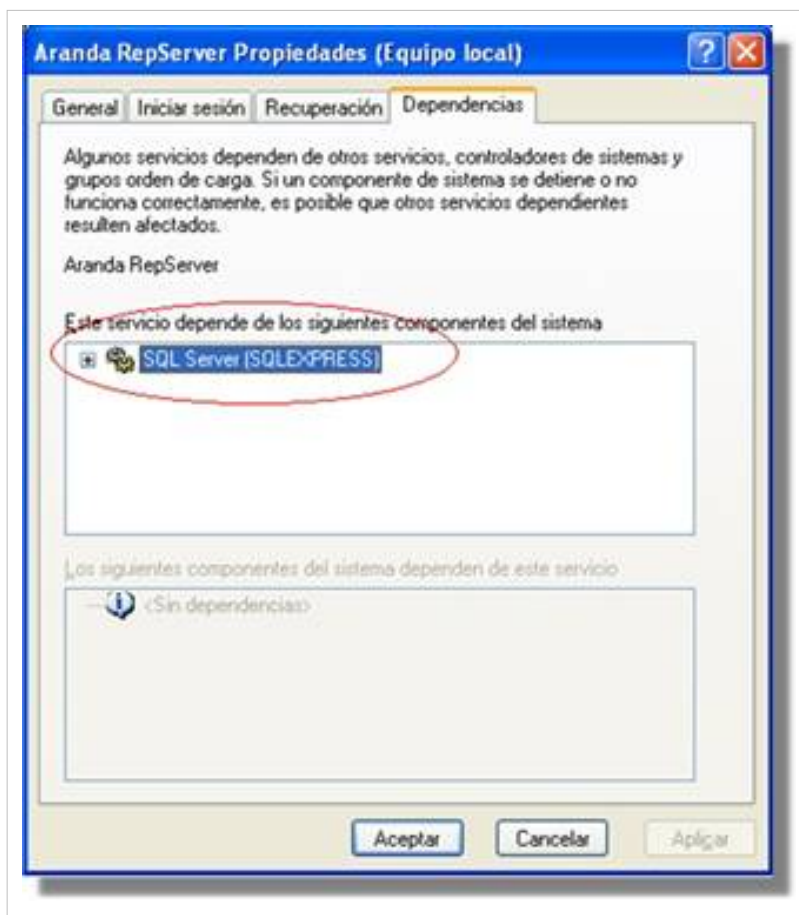 Aranda RepServer Propiedades (Equipo local)
General Iniciar sesión Recuperación Dependencias
Algunos servicios dependen de otros servicios, controladores de sistemas y
grupos orden de carga. Si un componente de sistema se detiene o no
funciona correctamente, es posible que otros servicios dependientes
resulten afectados.
Aranda RepServer
Este servicio depende de los siguientes componentes del sistema
SQL Server (SQLEXPRESS)
Los siguientes componentes del sistema dependen de este servicio
<Sin dependencias>
Aceptar Cancelar Aplicar